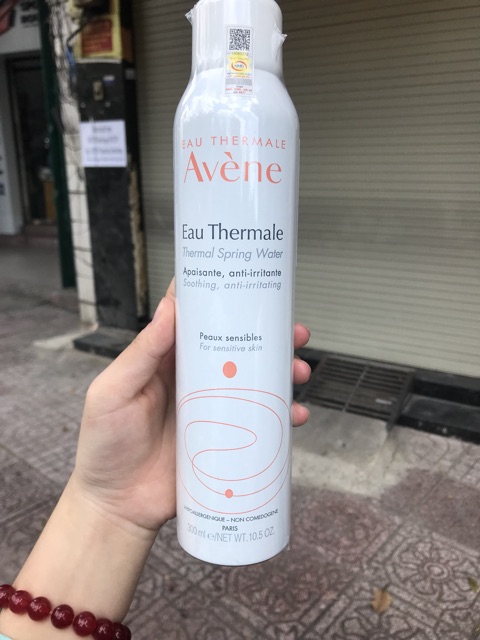 EAU THERMALE
Avène
Eau Thermale
Thermal Spring Water
Apaisante, anti-irritante
Soothing, anti-irritating
Peaux sensibles
For sensitive skin
HYPOALLERGENIQUE – NON COMEDOGENE
PARIS
300 ml e/NET WT. 10.5 OZ.